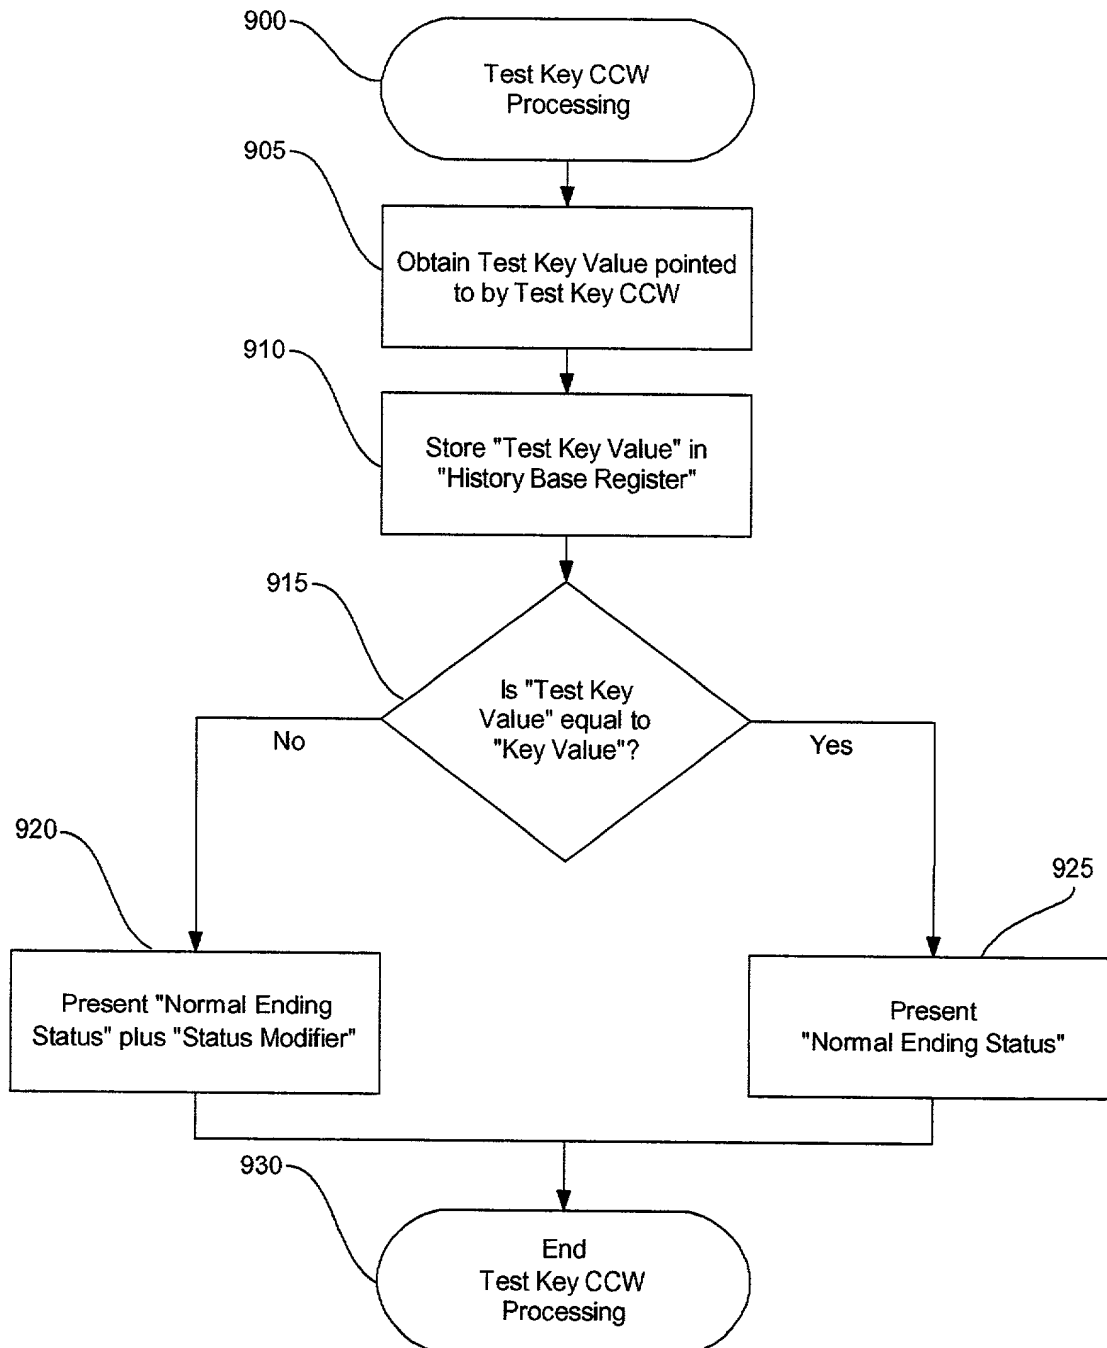 900
Test Key CCW
Processing
905
Obtain Test Key Value pointed
to by Test Key CCW
910
Store "Test Key Value" in
"History Base Register"
915
Is "Test Key
Value" equal to
"Key Value"?
No
Yes
920
925
Present "Normal Ending
Status" plus "Status Modifier"
Present
"Normal Ending Status"
930
End
Test Key CCW
Processing